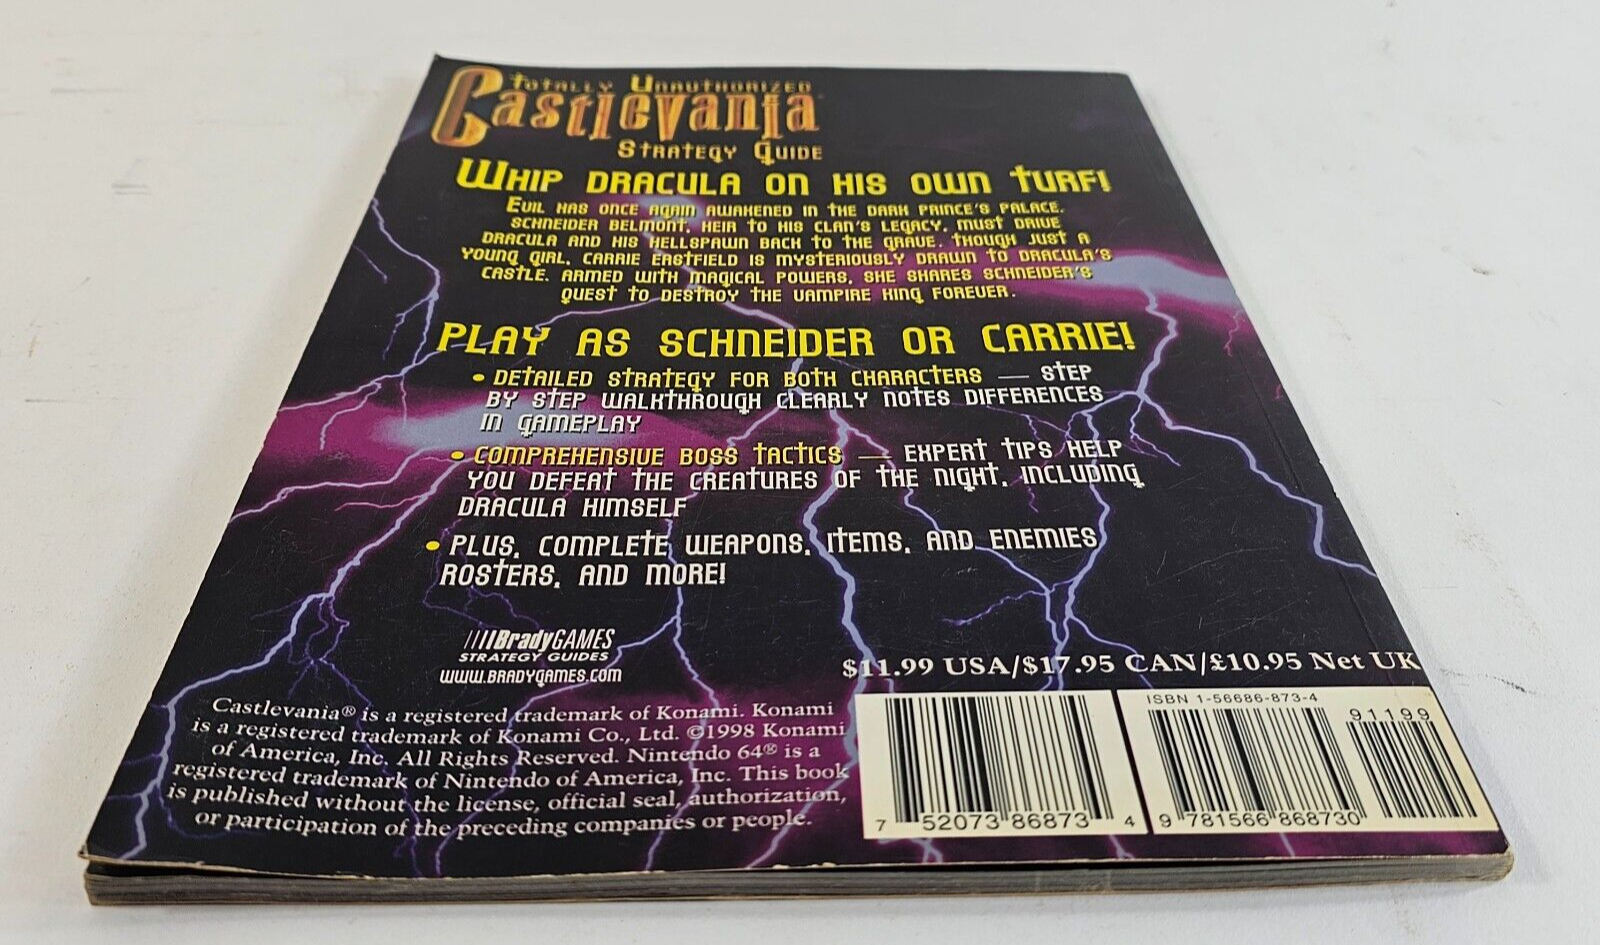 Totally Unauthorized
Castlevania
Strategy Guide
Whip Dracula on his own turf!
Evil has once again awakened in the Dark Prince's palace.
Schneider Belmont, heir to his clan's legacy, must drive
Dracula and his hellspawn back to the grave. Though just a
young girl, Carrie Eastfield is mysteriously drawn to Dracula's
castle. Armed with magical powers, she shares Schneider's
quest to destroy the Vampire King forever.
Play as Schneider or Carrie!
• Detailed strategy for both characters — Step
by step walkthrough clearly notes differences
in gameplay
• Comprehensive boss tactics — Expert tips help
you defeat the creatures of the night, including
Dracula himself
• Plus, complete weapons, items, and enemies
rosters, and more!
BradyGAMES
STRATEGY GUIDES
www.bradygames.com
$11.99 USA/$17.95 CAN/£10.95 Net UK
Castlevania® is a registered trademark of Konami. Konami
is a registered trademark of Konami Co., Ltd. ©1998 Konami
of America, Inc. All Rights Reserved. Nintendo 64® is a
registered trademark of Nintendo of America, Inc. This book
is published without the license, official seal, authorization,
or participation of the preceding companies or people.
7 52073 86873 4
ISBN 1-56686-873-4
91199
9 781566 868730